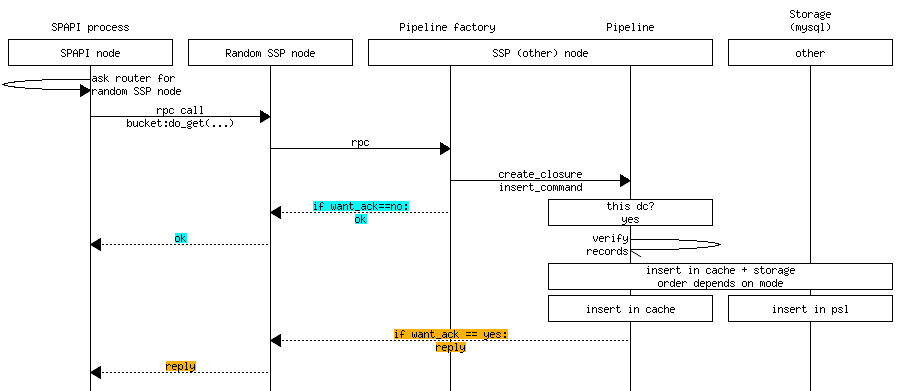 Storage
SPAPI process
Pipeline factory
Pipeline
(mysql)
SPAPI node
Random SSP node
SSP (other) node
other
ask router for
random SSP node
rpc call
bucket:do_get(...)
rpc
create_closure
insert_command
if want_ack==no:
ok
this dc?
yes
ok
verify
records
insert in cache + storage
order depends on mode
insert in cache
insert in psl
if want_ack == yes:
reply
reply